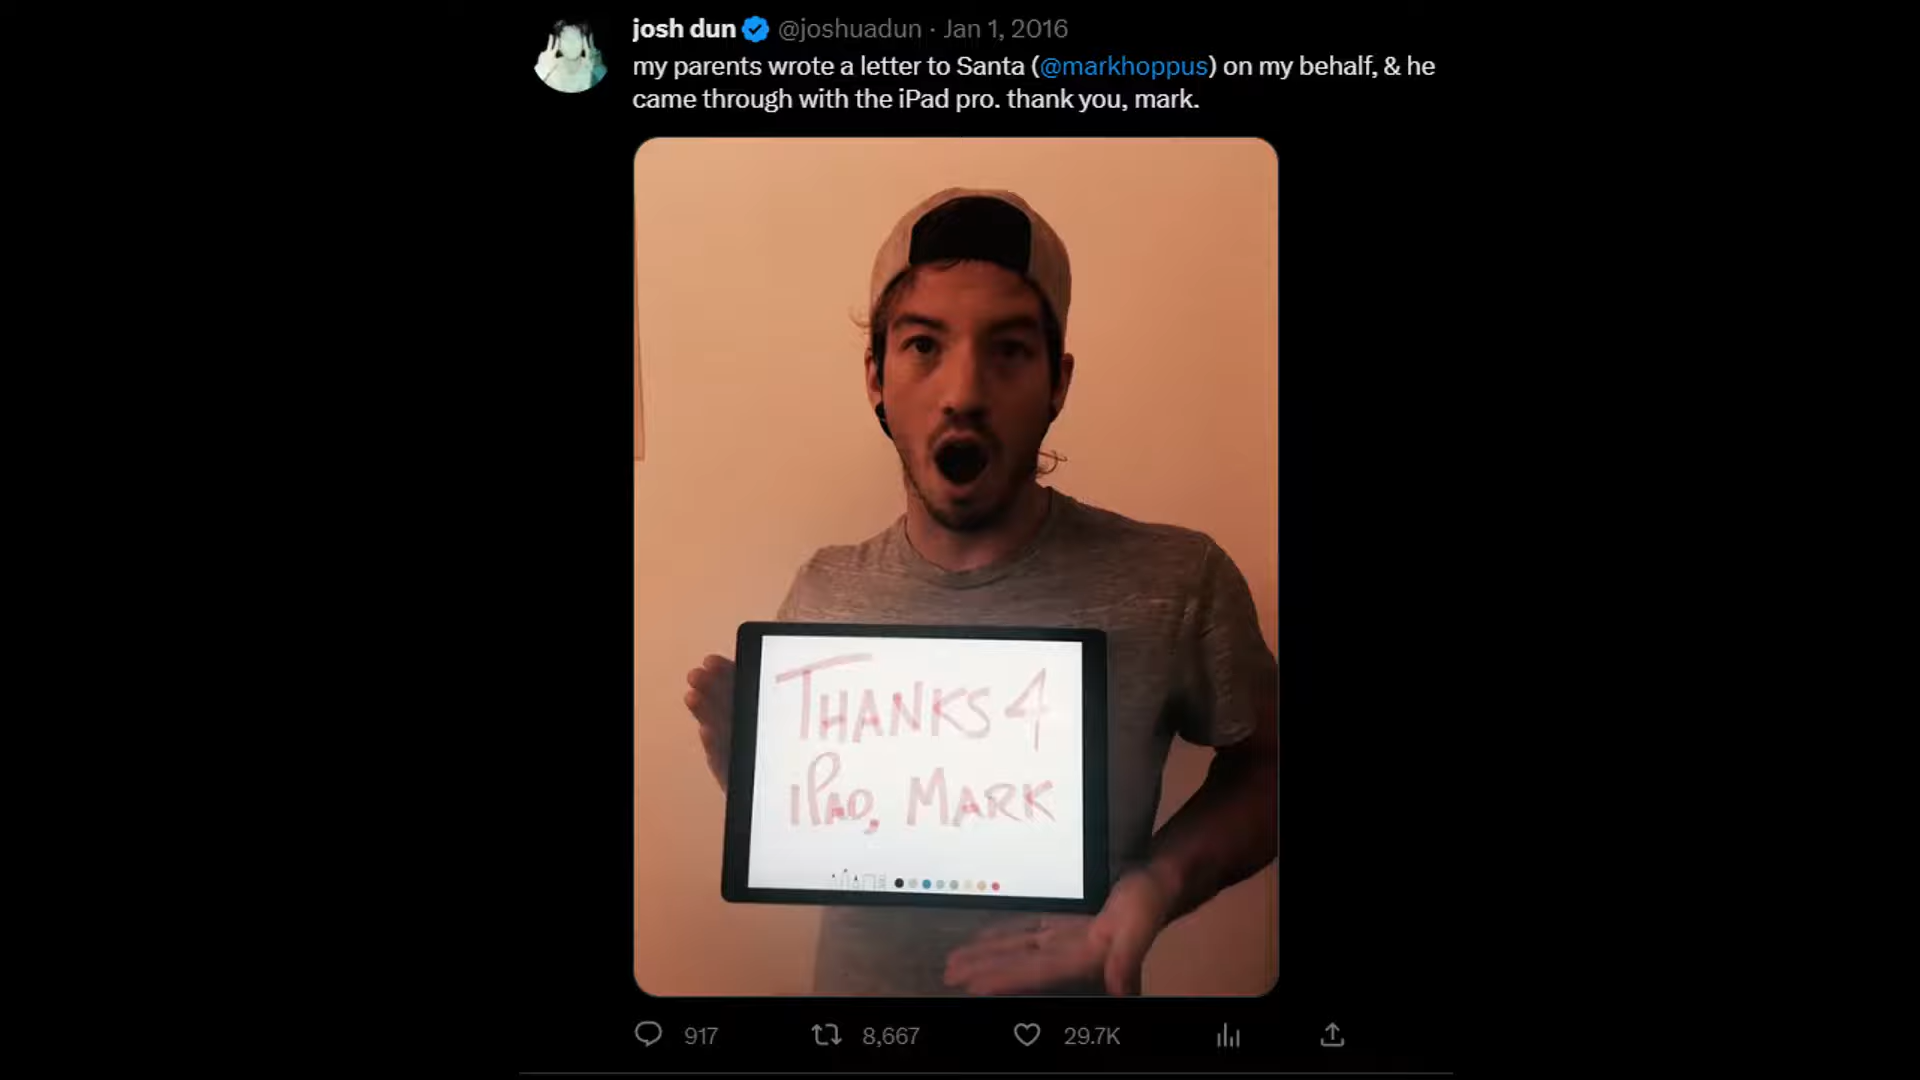 josh dun @joshuadun · Jan 1, 2016
my parents wrote a letter to Santa (@markhoppus) on my behalf, & he
came through with the iPad pro. thank you, mark.
THANKS 4
iPAD, MARK
917 8,667 29.7K